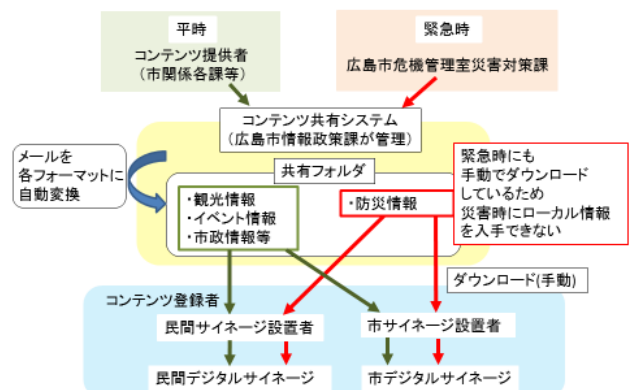 平時
コンテンツ提供者
(市関係各課等)
緊急時
広島市危機管理室災害対策課
コンテンツ共有システム
(広島市情報政策課が管理)
メールを
各フォーマットに
自動変換
共有フォルダ
・観光情報
・イベント情報
・市政情報等
・防災情報
緊急時にも
手動でダウンロード
しているため
災害時にローカル情報
を入手できない
ダウンロード(手動)
コンテンツ登録者
民間サイネージ設置者
市サイネージ設置者
民間デジタルサイネージ
市デジタルサイネージ